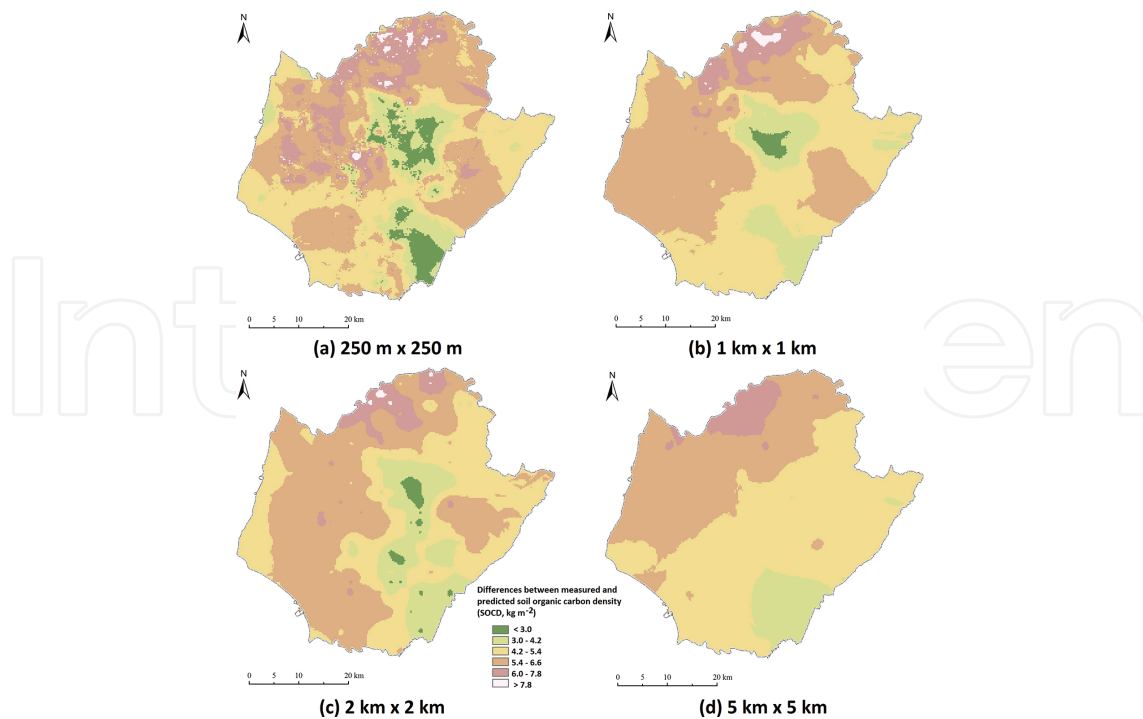 N
N
0 5 10 20 km
0 5 10 20 km
(a) 250 m x 250 m
(b) 1 km x 1 km
Inte
en
N
N
Differences between measured and
predicted soil organic carbon density
(SOCD, kg m⁻²)
< 3.0
3.0 - 4.2
4.2 - 5.4
5.4 - 6.6
6.0 - 7.8
> 7.8
0 5 10 20 km
0 5 10 20 km
(c) 2 km x 2 km
(d) 5 km x 5 km